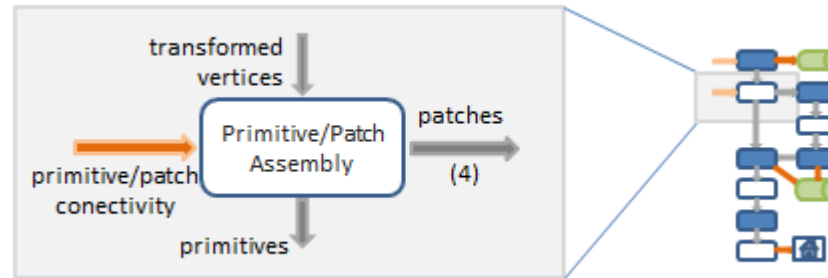 transformed
vertices
Primitive/Patch
Assembly
patches
(4)
primitive/patch
conectivity
primitives